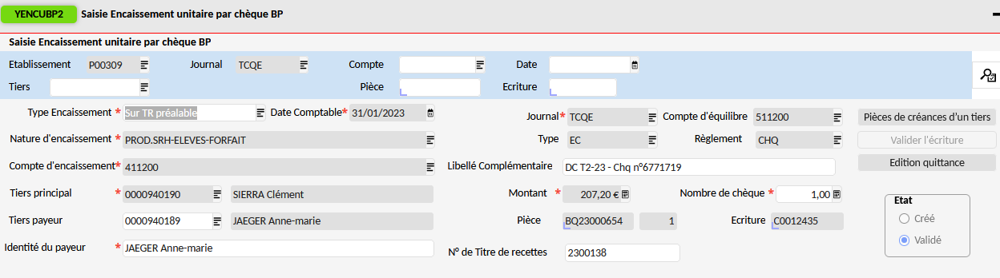 YENCUBP2 Saisie Encaissement unitaire par chèque BP
Saisie Encaissement unitaire par chèque BP
Etablissement P00309 Journal TCQE Compte Date
Tiers Pièce Ecriture
Type Encaissement * Sur TR préalable Date Comptable* 31/01/2023 Journal* TCQE Compte d'équilibre 511200 Pièces de créances d'un tiers
Nature d'encaissement * PROD.SRH-ELEVES-FORFAIT Type EC Règlement CHQ Valider l'écriture
Compte d'encaissement* 411200 Libellé Complémentaire DC T2-23 - Chq n°6771719 Edition quittance
Tiers principal * 0000940190 SIERRA Clément Montant * 207,20 € Nombre de chèque * 1,00 Etat
Tiers payeur 0000940189 JAEGER Anne-marie Pièce BQ23000654 1 Ecriture C0012435 Créé
Validé
Identité du payeur * JAEGER Anne-marie N° de Titre de recettes 2300138